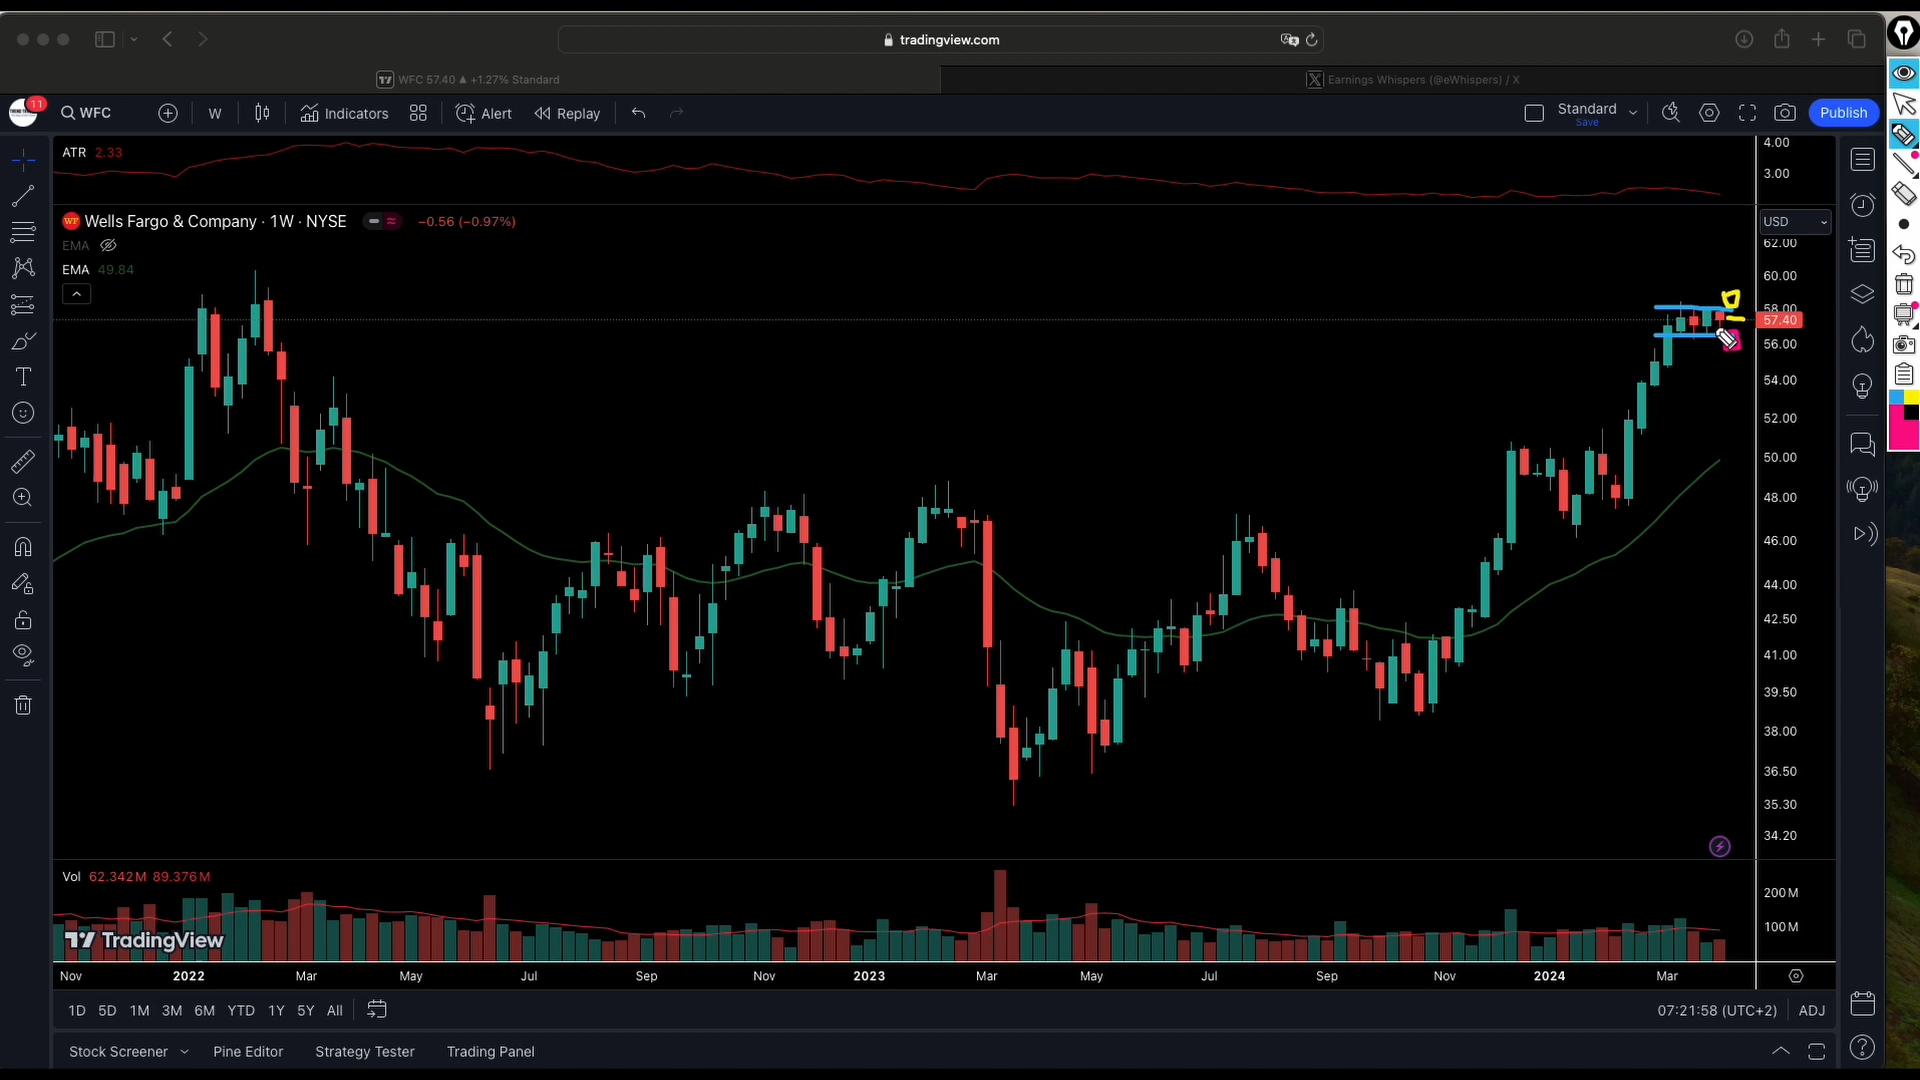 tradingview.com
WFC 57.40 ▲ +1.27% Standard
Earnings Whispers (@eWhispers) / X
11
WFC
W
Indicators
Alert
Replay
Standard
Save
Publish
ATR 2.33
4.00
3.00
Wells Fargo & Company · 1W · NYSE −0.56 (−0.97%)
USD
EMA
EMA 49.84
62.00
60.00
58.00
57.40
56.00
54.00
52.00
50.00
48.00
46.00
44.00
42.50
41.00
39.50
38.00
36.50
35.30
34.20
Vol 62.342M 89.376M
200M
100M
TradingView
Nov 2022 Mar May Jul Sep Nov 2023 Mar May Jul Sep Nov 2024 Mar
1D 5D 1M 3M 6M YTD 1Y 5Y All
07:21:58 (UTC+2) ADJ
Stock Screener Pine Editor Strategy Tester Trading Panel